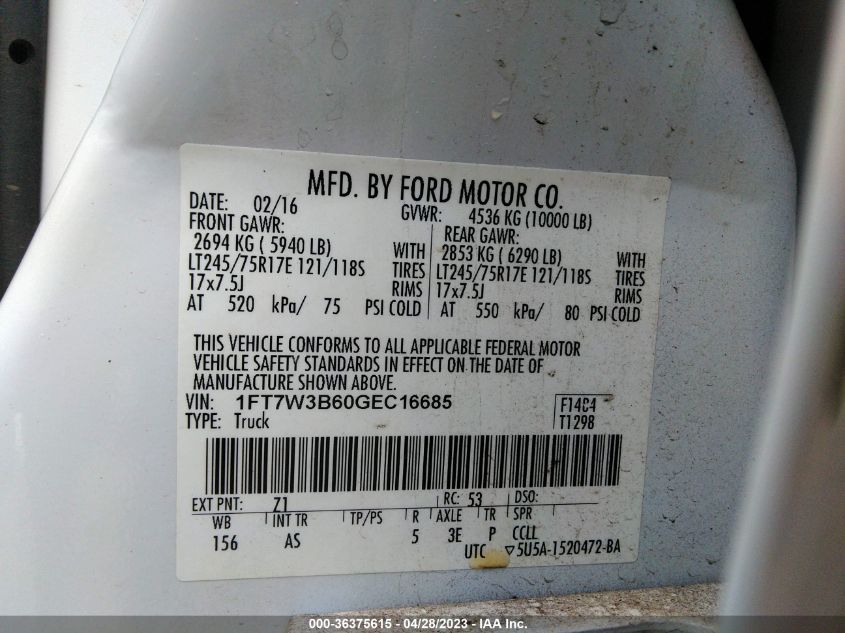 MFD. BY FORD MOTOR CO.
DATE: 02/16 GVWR: 4536 KG (10000 LB)
FRONT GAWR: REAR GAWR:
2694 KG ( 5940 LB) WITH 2853 KG ( 6290 LB) WITH
LT245/75R17E 121/118S TIRES LT245/75R17E 121/118S TIRES
17x7.5J RIMS 17x7.5J RIMS
AT 520 kPa/ 75 PSI COLD AT 550 kPa/ 80 PSI COLD
THIS VEHICLE CONFORMS TO ALL APPLICABLE FEDERAL MOTOR
VEHICLE SAFETY STANDARDS IN EFFECT ON THE DATE OF
MANUFACTURE SHOWN ABOVE.
VIN: 1FT7W3B60GEC16685 F1484
TYPE: Truck T1298
EXT PNT: Z1 RC: 53 DSO:
WB INT TR TP/PS R AXLE TR SPR
156 AS 5 3E P CCLL
UTC ▽5U5A-1520472-BA
000-36375615 - 04/28/2023 - IAA Inc.